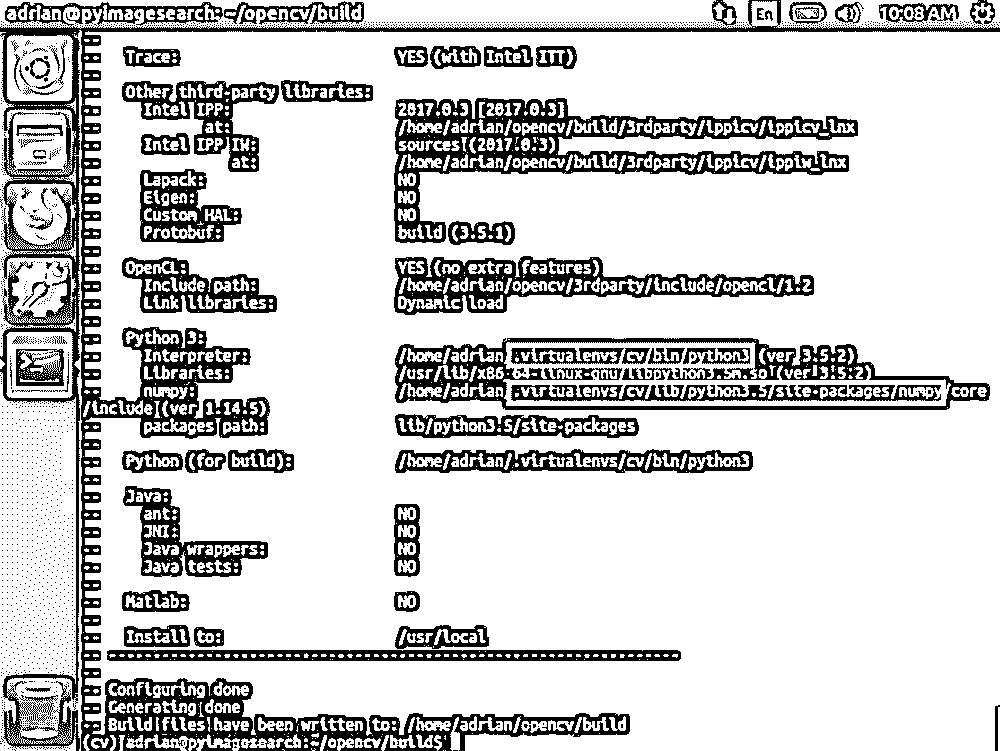 adrian@pyimagesearch: ~/opencv/build
En 10:08 AM
-- Trace: YES (with Intel ITT)
--
-- Other third-party libraries:
-- Intel IPP: 2017.0.3 [2017.0.3]
-- at: /home/adrian/opencv/build/3rdparty/ippicv/ippicv_lnx
-- Intel IPP IW: sources (2017.0.3)
-- at: /home/adrian/opencv/build/3rdparty/ippicv/ippiw_lnx
-- Lapack: NO
-- Eigen: NO
-- Custom HAL: NO
-- Protobuf: build (3.5.1)
--
-- OpenCL: YES (no extra features)
-- Include path: /home/adrian/opencv/3rdparty/include/opencl/1.2
-- Link libraries: Dynamic load
--
-- Python 3:
-- Interpreter: /home/adrian/.virtualenvs/cv/bin/python3 (ver 3.5.2)
-- Libraries: /usr/lib/x86_64-linux-gnu/libpython3.5m.so (ver 3.5.2)
-- numpy: /home/adrian/.virtualenvs/cv/lib/python3.5/site-packages/numpy/core
/include (ver 1.14.5)
-- packages path: lib/python3.5/site-packages
--
-- Python (for build): /home/adrian/.virtualenvs/cv/bin/python3
--
-- Java:
-- ant: NO
-- JNI: NO
-- Java wrappers: NO
-- Java tests: NO
--
-- Matlab: NO
--
-- Install to: /usr/local
-- -----------------------------------------------------------------
--
-- Configuring done
-- Generating done
-- Build files have been written to: /home/adrian/opencv/build
(cv) adrian@pyimagesearch:~/opencv/build$